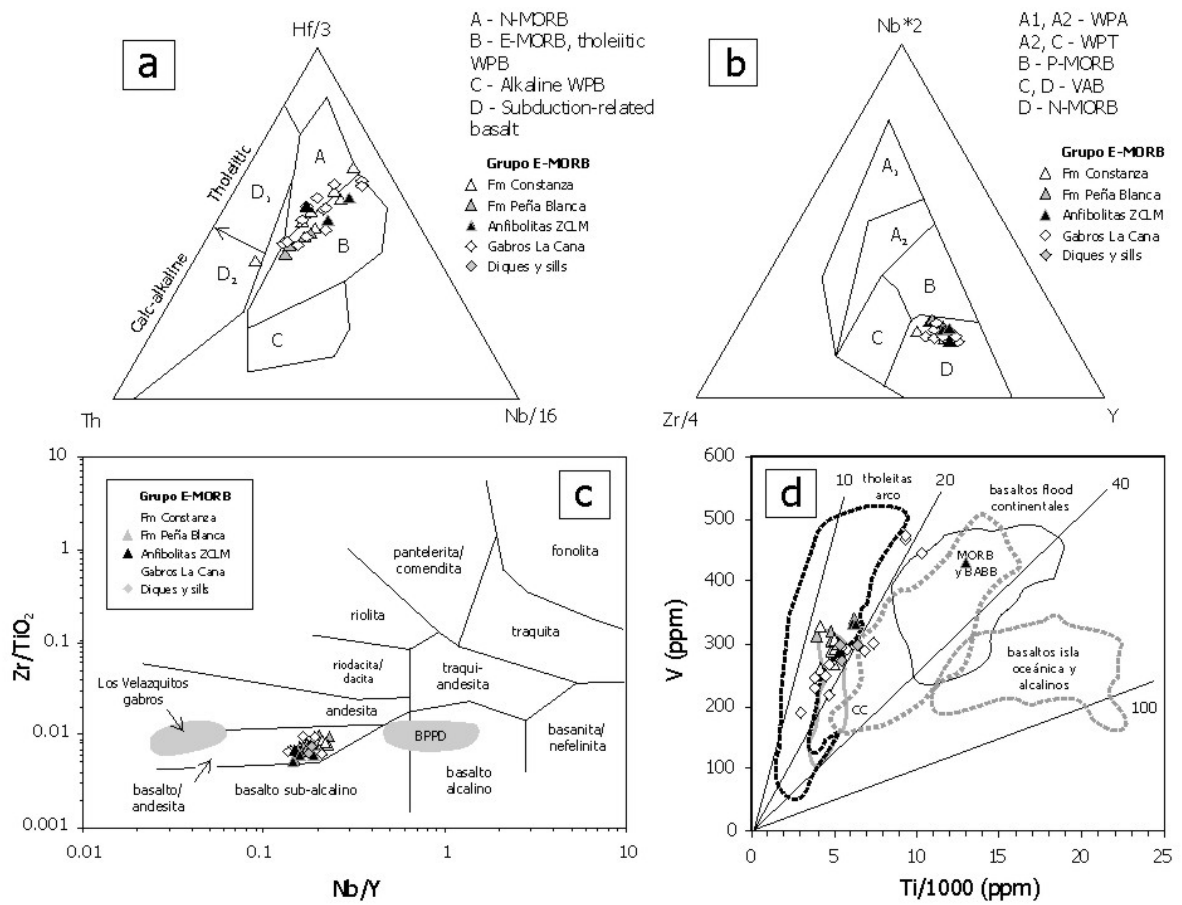 a
Hf/3
A - N-MORB
B - E-MORB, tholeiitic
WPB
C - Alkaline WPB
D - Subduction-related
basalt
Grupo E-MORB
Fm Constanza
Fm Peña Blanca
Anfibolitas ZCLM
Gabros La Cana
Diques y sills
Tholeiitic
Calc-alkaline
A
D1
D2
B
C
Th
Nb/16
b
Nb*2
A1, A2 - WPA
A2, C - WPT
B - P-MORB
C, D - VAB
D - N-MORB
Grupo E-MORB
Fm Constanza
Fm Peña Blanca
Anfibolitas ZCLM
Gabros La Cana
Diques y sills
A1
A2
B
C
D
Zr/4
Y
c
Grupo E-MORB
Fm Constanza
Fm Peña Blanca
Anfibolitas ZCLM
Gabros La Cana
Diques y sills
pantelerita/
comendita
fonolita
riolita
traquita
riodacita/
dacita
traqui-
andesita
Los Velazquitos
gabros
andesita
BPPD
basanita/
nefelinita
basalto/
andesita
basalto sub-alcalino
basalto
alcalino
10
1
0.1
0.01
0.001
Zr/TiO2
0.01
0.1
1
10
Nb/Y
d
10
tholeitas
arco
20
basaltos flood
continentales
40
MORB
y BABB
basaltos isla
oceánica y
alcalinos
CC
100
600
500
400
300
200
100
0
V (ppm)
0
5
10
15
20
25
Ti/1000 (ppm)